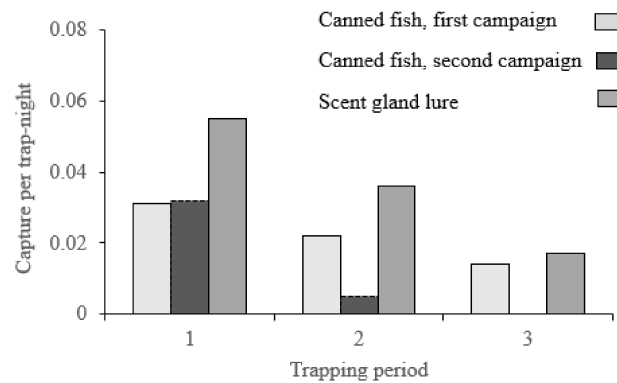 0.08
0.06
0.04
0.02
0
Capture per trap-night
Canned fish, first campaign
Canned fish, second campaign
Scent gland lure
1 2 3
Trapping period